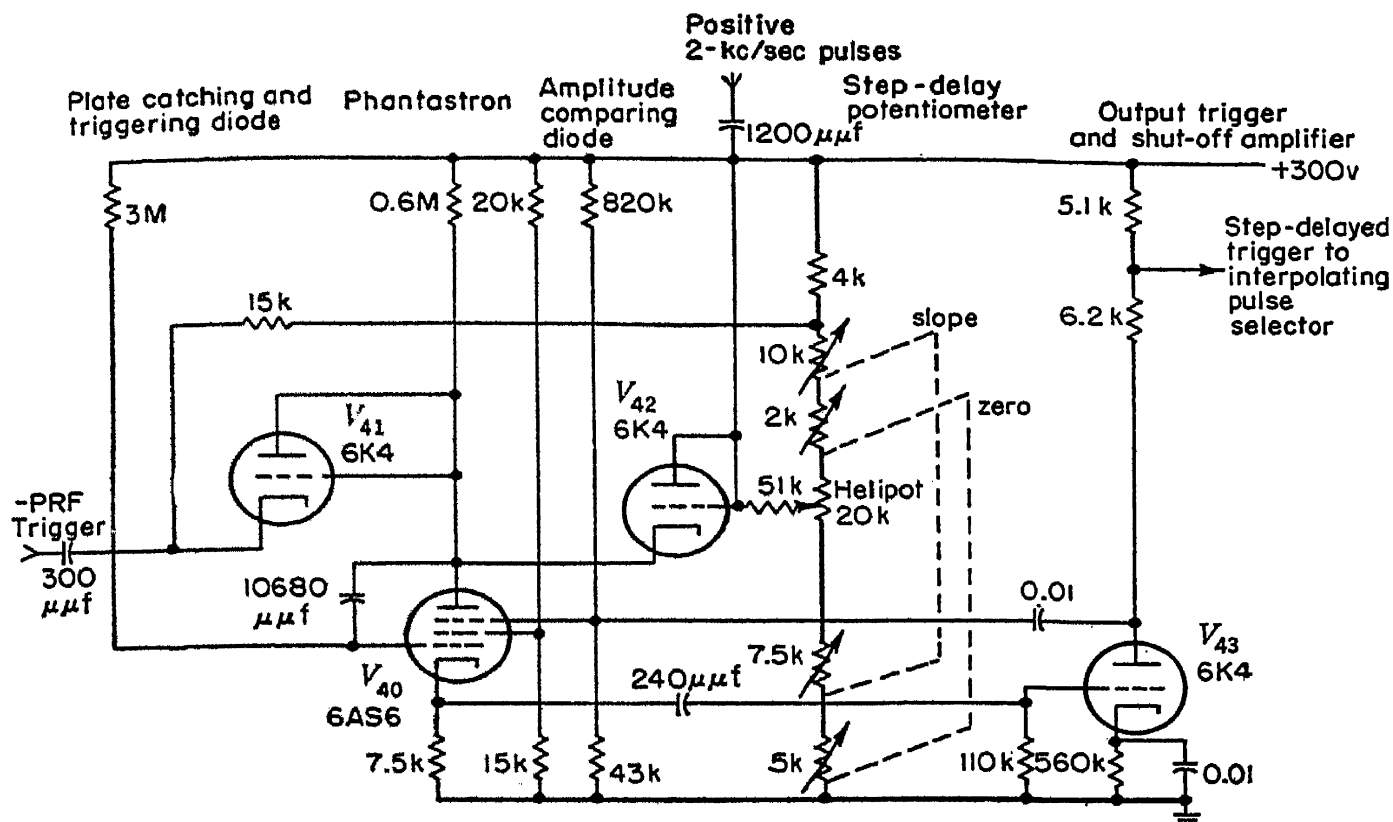 Positive
2-kc/sec pulses
Plate catching and
triggering diode
Phantastron
Amplitude
comparing
diode
1200μμf
Step-delay
potentiometer
Output trigger
and shut-off amplifier
+300v
3M
0.6M
20k
820k
5.1k
Step-delayed
trigger to
interpolating
pulse
selector
4k
15k
6.2k
slope
10k
V41
6K4
V42
6K4
2k
zero
51k
Helipot
20k
-PRF
Trigger
300
μμf
10680
μμf
0.01
V43
6K4
7.5k
240μμf
V40
6AS6
7.5k
15k
43k
5k
110k
560k
0.01